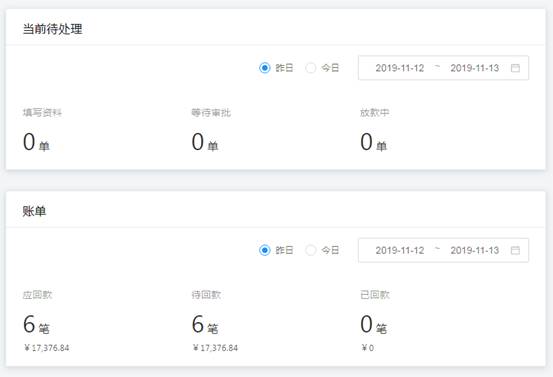 当前待处理
昨日 今日 2019-11-12 ~ 2019-11-13
填写资料 等待审批 放款中
0 单 0 单 0 单
账单
昨日 今日 2019-11-12 ~ 2019-11-13
应回款 待回款 已回款
6 笔 6 笔 0 笔
￥17,376.84 ￥17,376.84 ￥0